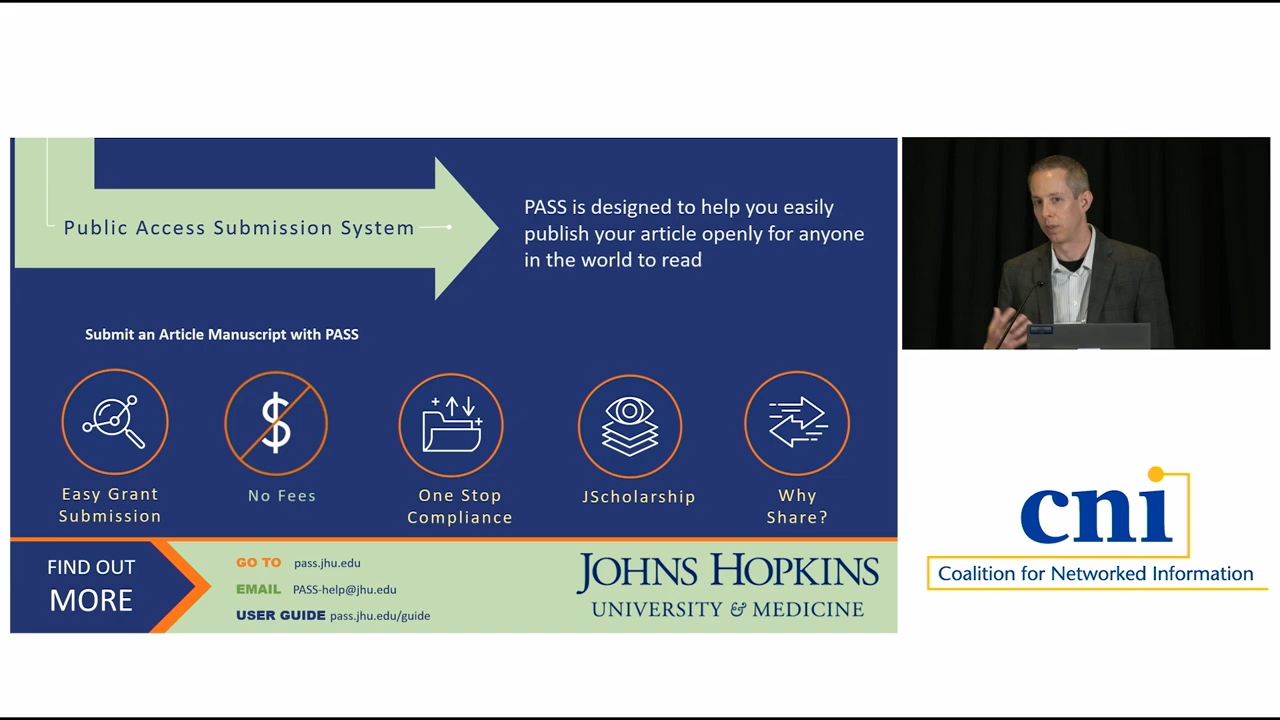 Public Access Submission System
PASS is designed to help you easily
publish your article openly for anyone
in the world to read
Submit an Article Manuscript with PASS
Easy Grant
Submission
No Fees
One Stop
Compliance
JScholarship
Why
Share?
FIND OUT
MORE
GO TO pass.jhu.edu
EMAIL PASS-help@jhu.edu
USER GUIDE pass.jhu.edu/guide
JOHNS HOPKINS
UNIVERSITY & MEDICINE
cni
Coalition for Networked Information